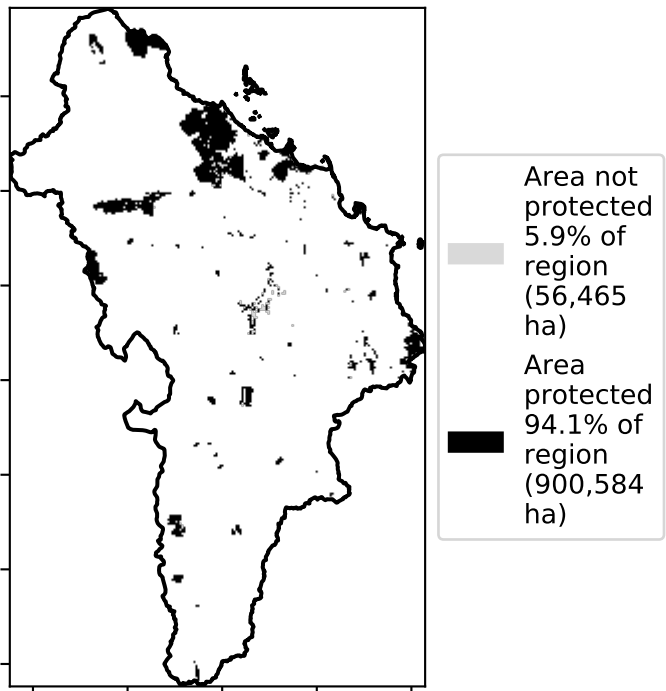 Area not
protected
5.9% of
region
(56,465
ha)
Area
protected
94.1% of
region
(900,584
ha)